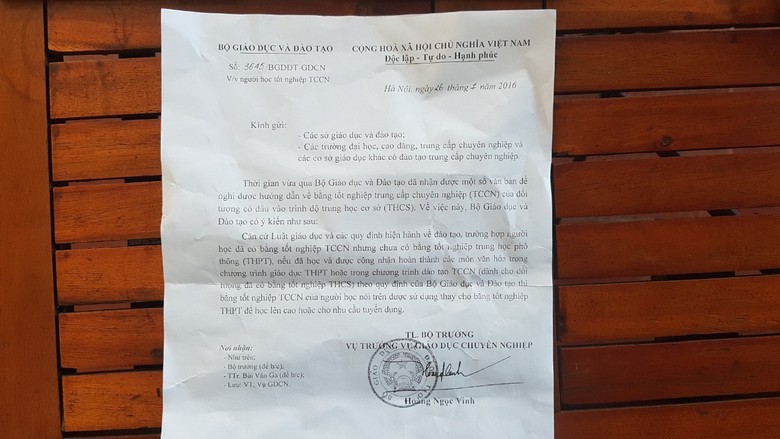 BỘ GIÁO DỤC VÀ ĐÀO TẠO
CỘNG HOÀ XÃ HỘI CHỦ NGHĨA VIỆT NAM
Độc lập - Tự do - Hạnh phúc
Số: 3645/BGDĐT-GDCN
V/v người học tốt nghiệp TCCN
Hà Nội, ngày 26 tháng 7 năm 2016
Kính gửi:
- Các sở giáo dục và đào tạo;
- Các trường đại học, cao đẳng, trung cấp chuyên nghiệp và
các cơ sở giáo dục khác có đào tạo trung cấp chuyên nghiệp.
Thời gian vừa qua Bộ Giáo dục và Đào tạo đã nhận được một số văn bản đề
nghị được hướng dẫn về bằng tốt nghiệp trung cấp chuyên nghiệp (TCCN) của đối
tượng có đầu vào trình độ trung học cơ sở (THCS). Về việc này, Bộ Giáo dục và
Đào tạo có ý kiến như sau:
Căn cứ Luật giáo dục và các quy định hiện hành về đào tạo, trường hợp người
học đã có bằng tốt nghiệp TCCN nhưng chưa có bằng tốt nghiệp trung học phổ
thông (THPT), nếu đã học và được công nhận hoàn thành các môn văn hóa trong
chương trình giáo dục THPT hoặc trong chương trình đào tạo TCCN (dành cho đối
tượng đã có bằng tốt nghiệp THCS) theo quy định của Bộ Giáo dục và Đào tạo thì
bằng tốt nghiệp TCCN của người học nói trên được sử dụng thay cho bằng tốt nghiệp
THPT để học lên cao hoặc cho nhu cầu tuyển dụng.
TL. BỘ TRƯỞNG
VỤ TRƯỞNG VỤ GIÁO DỤC CHUYÊN NGHIỆP
Nơi nhận:
- Như trên;
- Bộ trưởng (để b/c);
- TTr. Bùi Văn Ga (để b/c);
- Lưu: VT, Vụ GDCN.
Hoàng Ngọc Vinh